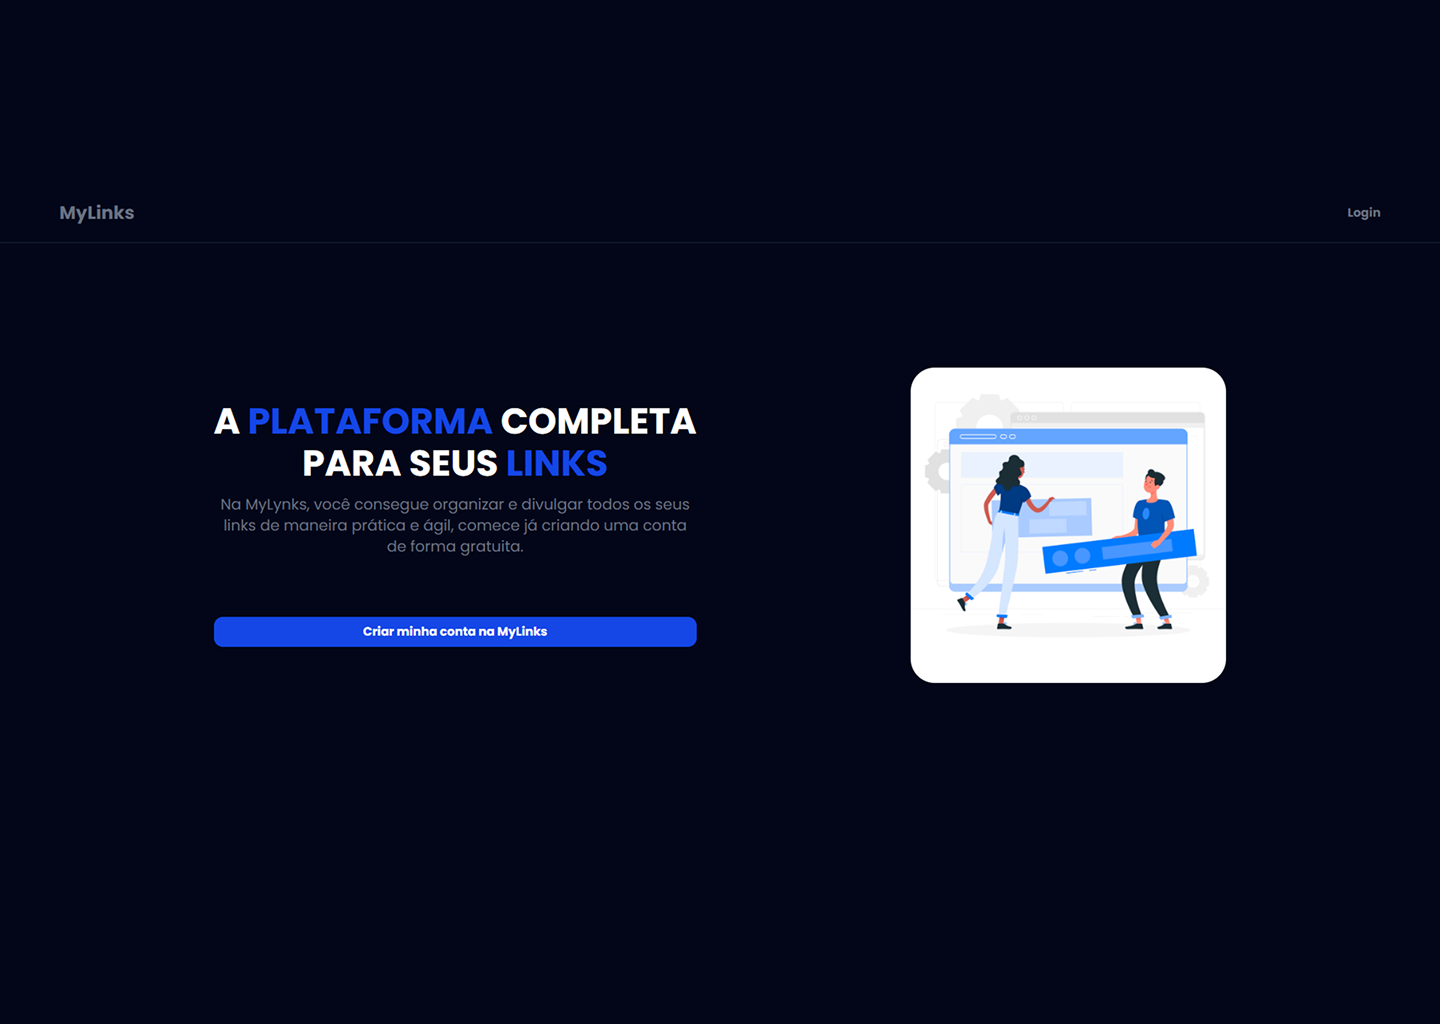 MyLinks
Login
A PLATAFORMA COMPLETA
PARA SEUS LINKS
Na MyLynks, você consegue organizar e divulgar todos os seus
links de maneira prática e ágil, comece já criando uma conta
de forma gratuita.
Criar minha conta na MyLinks